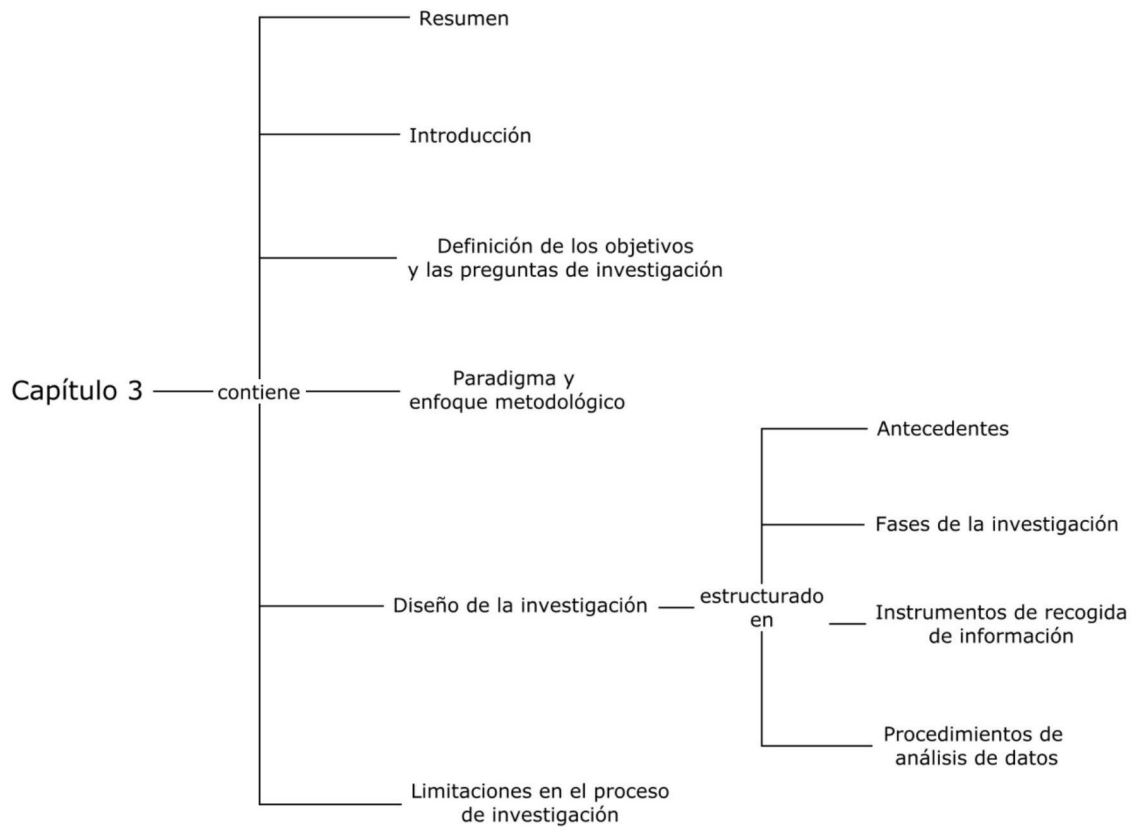 Resumen
Introducción
Definición de los objetivos
y las preguntas de investigación
Capítulo 3
contiene
Paradigma y
enfoque metodológico
Diseño de la investigación
estructurado
en
Antecedentes
Fases de la investigación
Instrumentos de recogida
de información
Procedimientos de
análisis de datos
Limitaciones en el proceso
de investigación